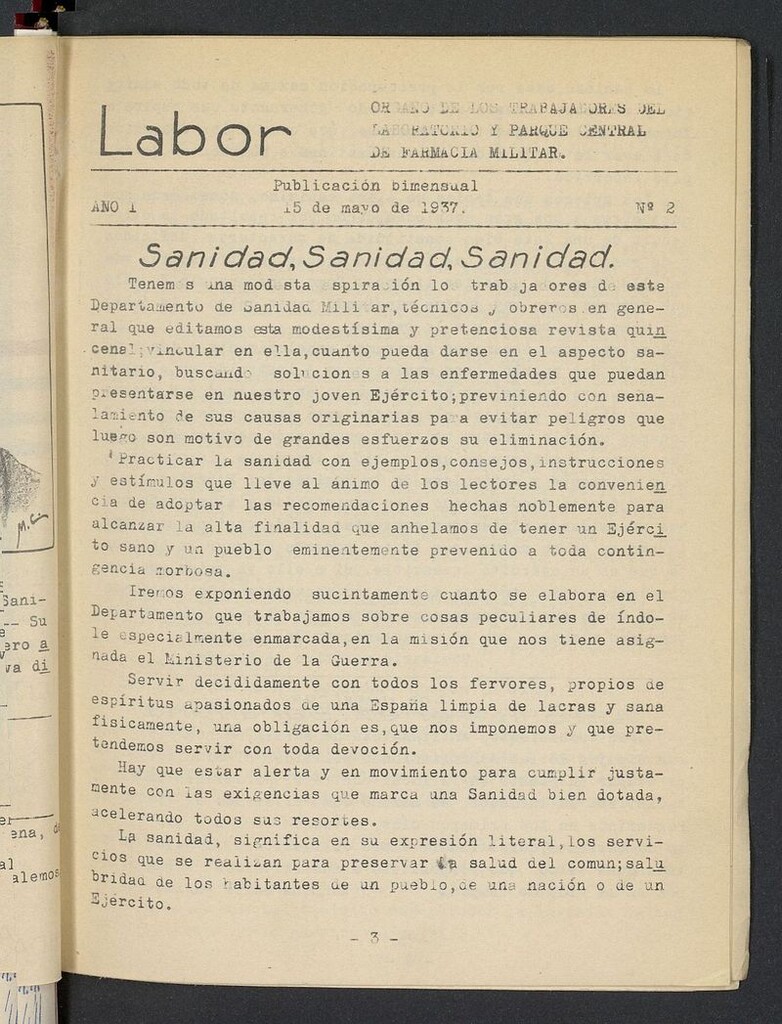 Labor
ORGANO DE LOS TRABAJADORES DEL
LABORATORIO Y PARQUE CENTRAL
DE FARMACIA MILITAR.
Publicación bimensual
AÑO 1 15 de mayo de 1937. Nº 2
Sanidad, Sanidad, Sanidad.
Tenemos una modesta aspiración los trabajadores de este
Departamento de Sanidad Militar, técnicos y obreros en gene-
ral que editamos esta modestísima y pretenciosa revista quin
cenal; vincular en ella, cuanto pueda darse en el aspecto sa-
nitario, buscando soluciones a las enfermedades que puedan
presentarse en nuestro joven Ejército; previniendo con seña-
lamiento de sus causas originarias para evitar peligros que
luego son motivo de grandes esfuerzos su eliminación.
Practicar la sanidad con ejemplos, consejos, instrucciones
y estímulos que lleve al ánimo de los lectores la convenien
cia de adoptar las recomendaciones hechas noblemente para
alcanzar la alta finalidad que anhelamos de tener un Ejérci
to sano y un pueblo eminentemente prevenido a toda contin-
gencia morbosa.
Iremos exponiendo sucintamente cuanto se elabora en el
Departamento que trabajamos sobre cosas peculiares de índo-
le especialmente enmarcada, en la misión que nos tiene asig-
nada el Ministerio de la Guerra.
Servir decididamente con todos los fervores, propios de
espíritus apasionados de una España limpia de lacras y sana
fisicamente, una obligación es, que nos imponemos y que pre-
tendemos servir con toda devoción.
Hay que estar alerta y en movimiento para cumplir justa-
mente con las exigencias que marca una Sanidad bien dotada,
acelerando todos sus resortes.
La sanidad, significa en su expresión literal, los servi-
cios que se realizan para preservar la salud del comun; salu
bridad de los habitantes de un pueblo, de una nación o de un
Ejército.
- 3 -
M.C.
Sani-
-- Su
ero a
va di
ena, d
al
alemos